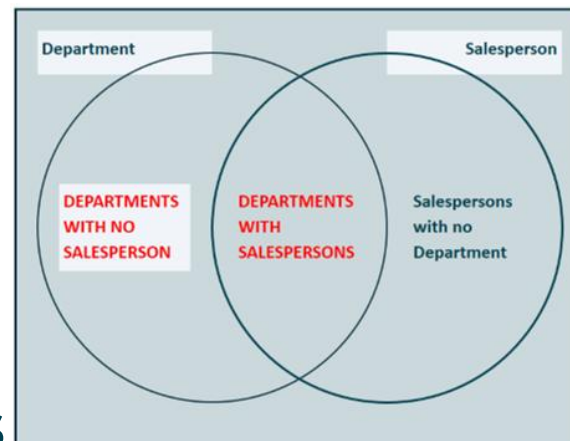 Department
Salesperson
DEPARTMENTS
WITH NO
SALESPERSON
DEPARTMENTS
WITH
SALESPERSONS
Salespersons
with no
Department